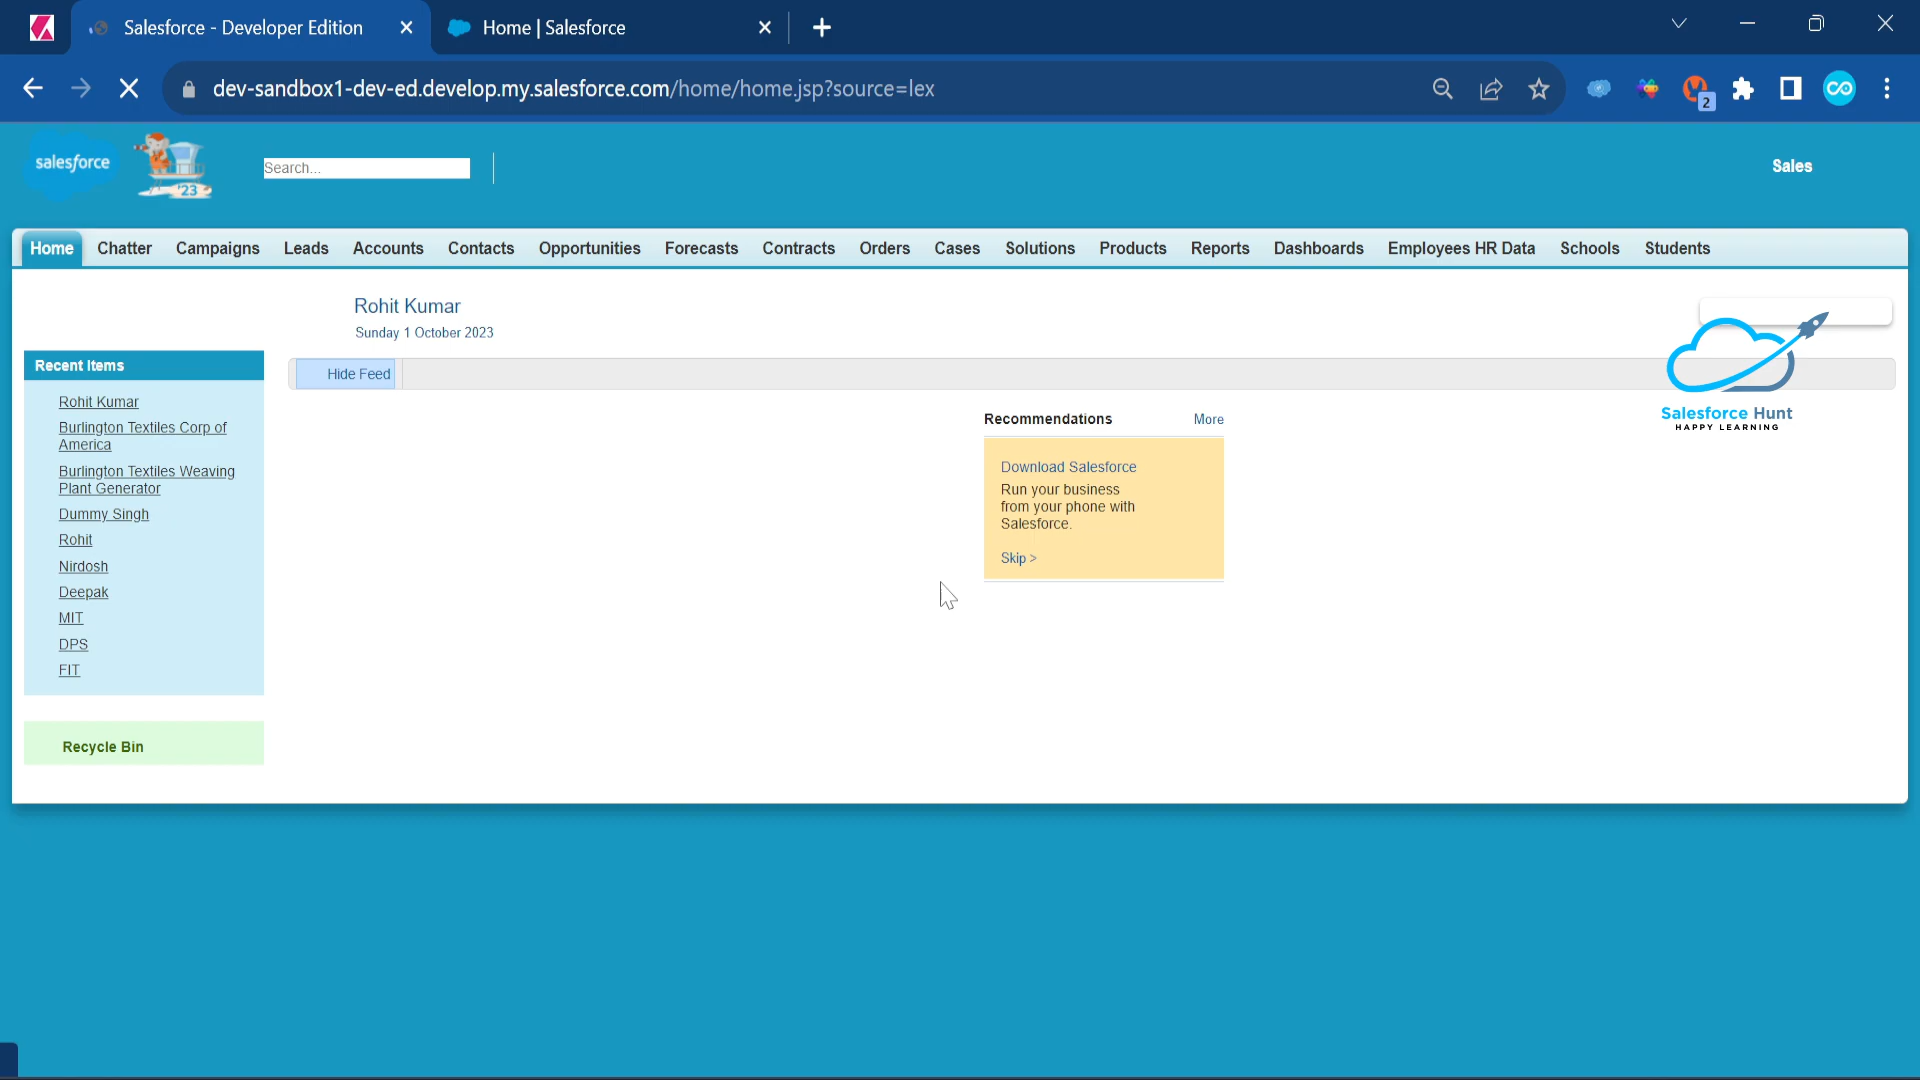 Salesforce - Developer Edition
Home | Salesforce
dev-sandbox1-dev-ed.develop.my.salesforce.com/home/home.jsp?source=lex
2
salesforce
'23
Search...
Sales
Home Chatter Campaigns Leads Accounts Contacts Opportunities Forecasts Contracts Orders Cases Solutions Products Reports Dashboards Employees HR Data Schools Students
Rohit Kumar
Sunday 1 October 2023
Recent Items
Rohit Kumar
Burlington Textiles Corp of
America
Burlington Textiles Weaving
Plant Generator
Dummy Singh
Rohit
Nirdosh
Deepak
MIT
DPS
FIT
Recycle Bin
Hide Feed
Recommendations More
Download Salesforce
Run your business
from your phone with
Salesforce.
Skip >
Salesforce Hunt
HAPPY LEARNING